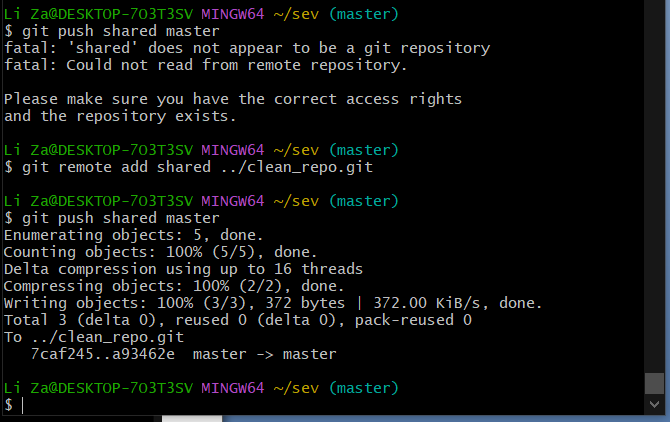 Li Za@DESKTOP-7O3T3SV MINGW64 ~/sev (master)
$ git push shared master
fatal: 'shared' does not appear to be a git repository
fatal: Could not read from remote repository.

Please make sure you have the correct access rights
and the repository exists.

Li Za@DESKTOP-7O3T3SV MINGW64 ~/sev (master)
$ git remote add shared ../clean_repo.git

Li Za@DESKTOP-7O3T3SV MINGW64 ~/sev (master)
$ git push shared master
Enumerating objects: 5, done.
Counting objects: 100% (5/5), done.
Delta compression using up to 16 threads
Compressing objects: 100% (2/2), done.
Writing objects: 100% (3/3), 372 bytes | 372.00 KiB/s, done.
Total 3 (delta 0), reused 0 (delta 0), pack-reused 0
To ../clean_repo.git
   7caf245..a93462e  master -> master

Li Za@DESKTOP-7O3T3SV MINGW64 ~/sev (master)
$